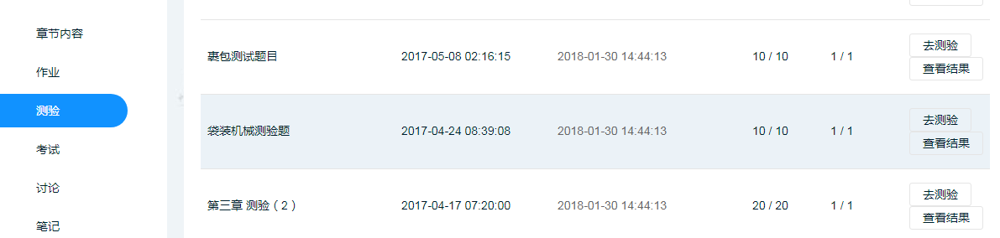 章节内容
作业
测验
考试
讨论
笔记
裹包测试题目 2017-05-08 02:16:15 2018-01-30 14:44:13 10 / 10 1 / 1 去测验
查看结果
袋装机械测验题 2017-04-24 08:39:08 2018-01-30 14:44:13 10 / 10 1 / 1 去测验
查看结果
第三章 测验（2） 2017-04-17 07:20:00 2018-01-30 14:44:13 20 / 20 1 / 1 去测验
查看结果